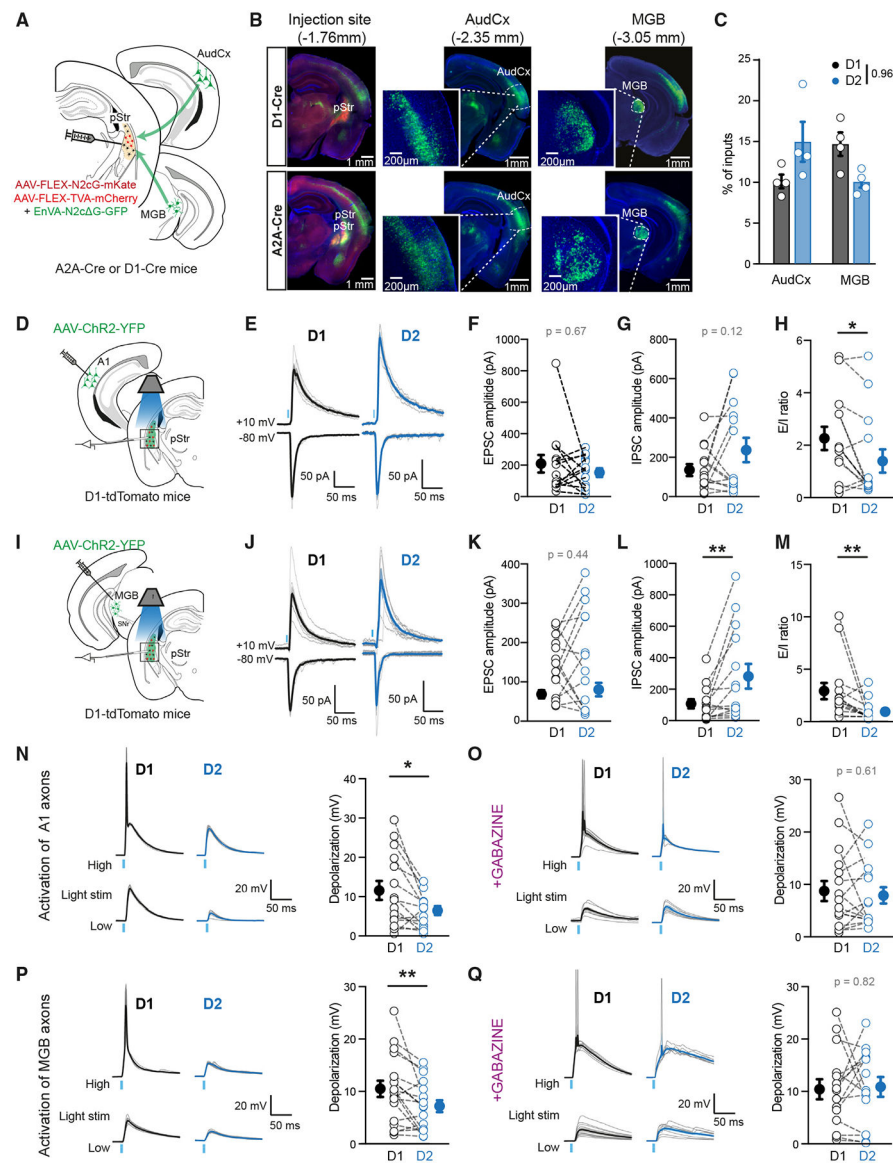 A
AudCx
pStr
AAV-FLEX-N2cG-mKate
AAV-FLEX-TVA-mCherry
+ EnVA-N2cΔG-GFP
MGB
A2A-Cre or D1-Cre mice
B
Injection site
(-1.76mm)
AudCx
(-2.35 mm)
MGB
(-3.05 mm)
D1-Cre
pStr
1 mm
200μm
AudCx
1mm
200μm
MGB
1 mm
A2A-Cre
pStr
pStr
1 mm
200μm
AudCx
1mm
200μm
MGB
1mm
C
D1
D2
0.96
% of inputs
25
20
15
10
5
0
AudCx
MGB
D
AAV-ChR2-YFP
A1
pStr
D1-tdTomato mice
E
D1
D2
+10 mV
-80 mV
50 pA
50 ms
50 pA
50 ms
F
p = 0.67
EPSC amplitide (pA)
1000
800
600
400
200
0
D1
D2
G
p = 0.12
IPSC amplitude (pA)
800
600
400
200
0
D1
D2
H
*
E/I ratio
6
4
2
0
D1
D2
I
AAV-ChR2-YFP
MGB
SNr
pStr
D1-tdTomato mice
J
D1
D2
+10 mV
-80 mV
50 pA
50 ms
50 pA
50 ms
K
p = 0.44
EPSC amplitude (pA)
400
300
200
100
0
D1
D2
L
**
IPSC amplitude (pA)
1000
800
600
400
200
0
D1
D2
M
**
E/I ratio
15
10
5
0
D1
D2
N
Activation of A1 axons
D1
D2
High
Light stim
Low
20 mV
50 ms
*
Depolarization (mV)
40
30
20
10
0
D1
D2
O
+GABAZINE
D1
D2
High
Light stim
Low
20 mV
50 ms
p = 0.61
Depolarization (mV)
30
20
10
0
D1
D2
P
Activation of MGB axons
D1
D2
High
Light stim
Low
20 mV
50 ms
**
Depolarization (mV)
30
20
10
0
D1
D2
Q
+GABAZINE
D1
D2
High
Light stim
Low
20 mV
50 ms
p = 0.82
Depolarization (mV)
30
20
10
0
D1
D2